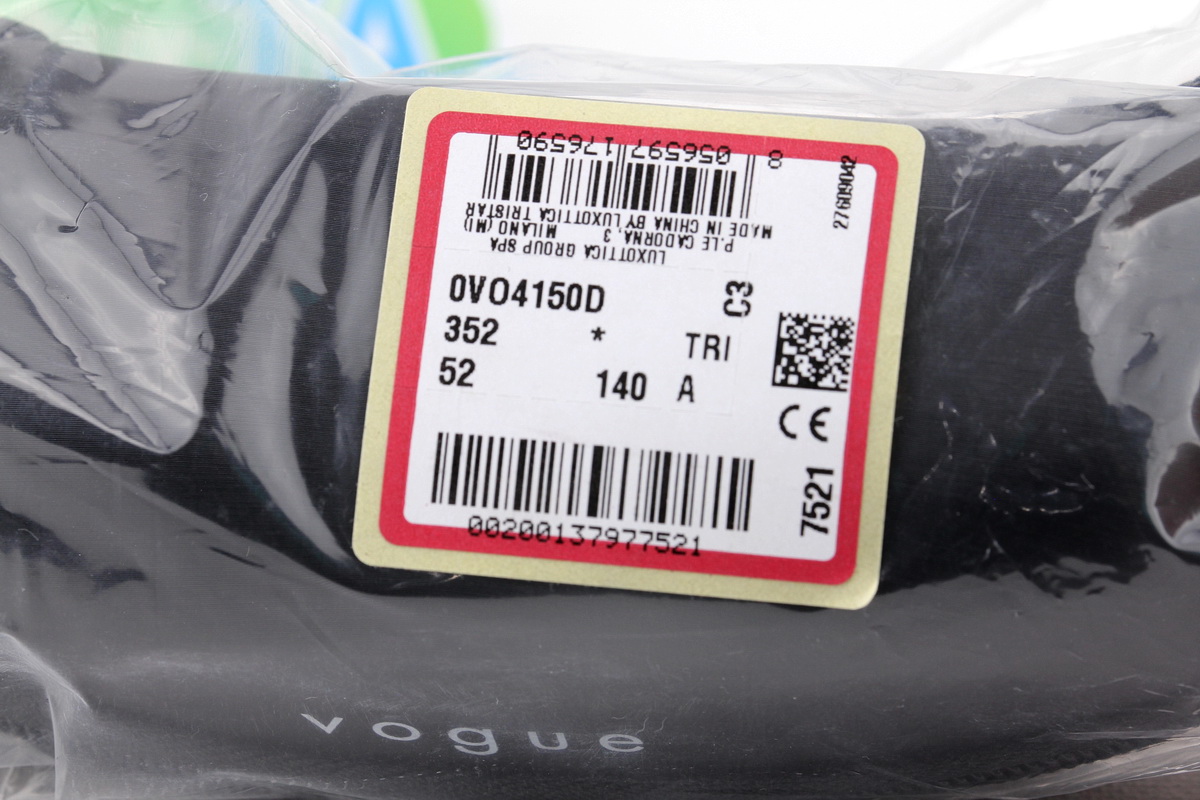 8 056597 176590
MADE IN CHINA BY LUXOTTICA TRISTAR
P.LE CADORNA, 3 MILANO (MI)
LUXOTTICA GROUP SPA
27609042
0VO4150D C3
352 * TRI
52 140 A
CE
00200137977521
7521
vogue